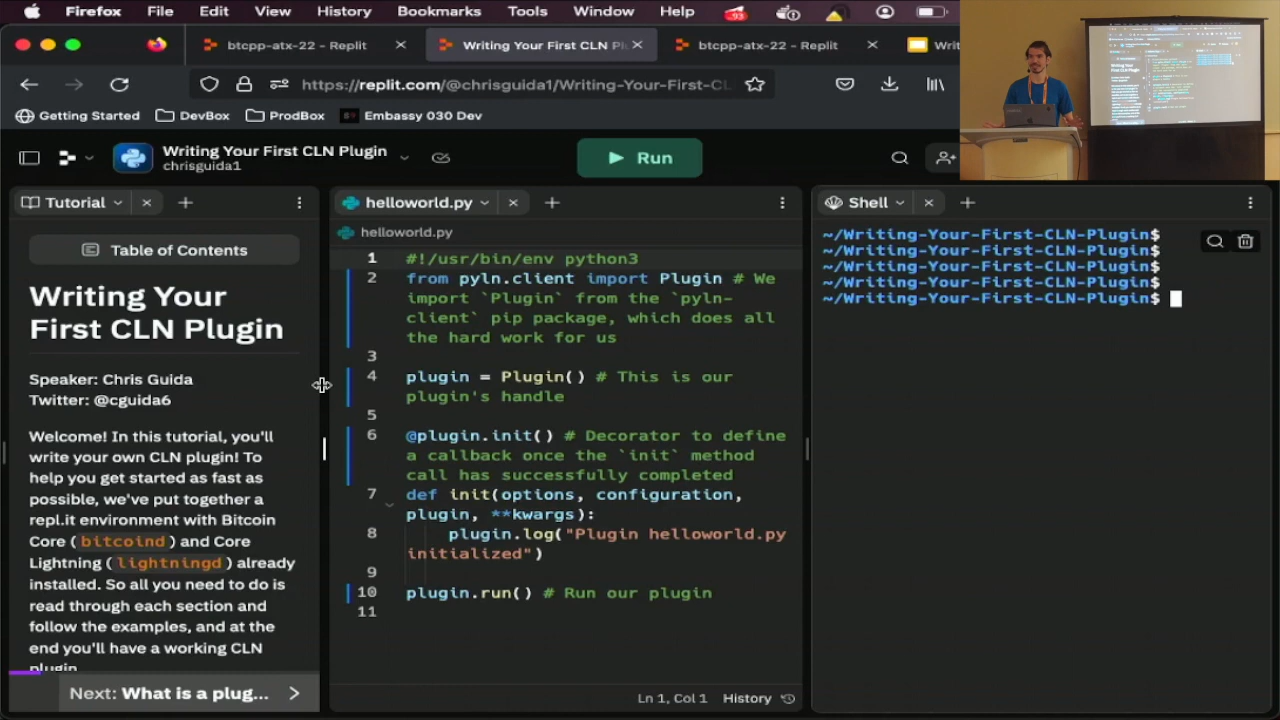 Firefox File Edit View History Bookmarks Tools Window Help 93
btcpp-atx-22 - Replit
Writing Your First CLN Pl
btcpp-atx-22 - Replit
Wri
https://replit.com/@chrisguida1/Writing-Your-First-CL
Getting Started DevBox ProdBox Embassy930 Dev
Writing Your First CLN Plugin
chrisguida1
Run
Tutorial
Table of Contents
Writing Your
First CLN Plugin
Speaker: Chris Guida
Twitter: @cguida6
Welcome! In this tutorial, you'll
write your own CLN plugin! To
help you get started as fast as
possible, we've put together a
repl.it environment with Bitcoin
Core ( bitcoind ) and Core
Lightning ( lightningd ) already
installed. So all you need to do is
read through each section and
follow the examples, and at the
end you'll have a working CLN
plugin.
Next: What is a plug...
helloworld.py
helloworld.py
1 #!/usr/bin/env python3
2 from pyln.client import Plugin # We
import `Plugin` from the `pyln-
client` pip package, which does all
the hard work for us
3
4 plugin = Plugin() # This is our
plugin's handle
5
6 @plugin.init() # Decorator to define
a callback once the `init` method
call has successfully completed
7 def init(options, configuration,
plugin, **kwargs):
8 plugin.log("Plugin helloworld.py
initialized")
9
10 plugin.run() # Run our plugin
11
Ln 1, Col 1 History
Shell
~/Writing-Your-First-CLN-Plugin$
~/Writing-Your-First-CLN-Plugin$
~/Writing-Your-First-CLN-Plugin$
~/Writing-Your-First-CLN-Plugin$
~/Writing-Your-First-CLN-Plugin$
Writing Your
First CLN Plugin